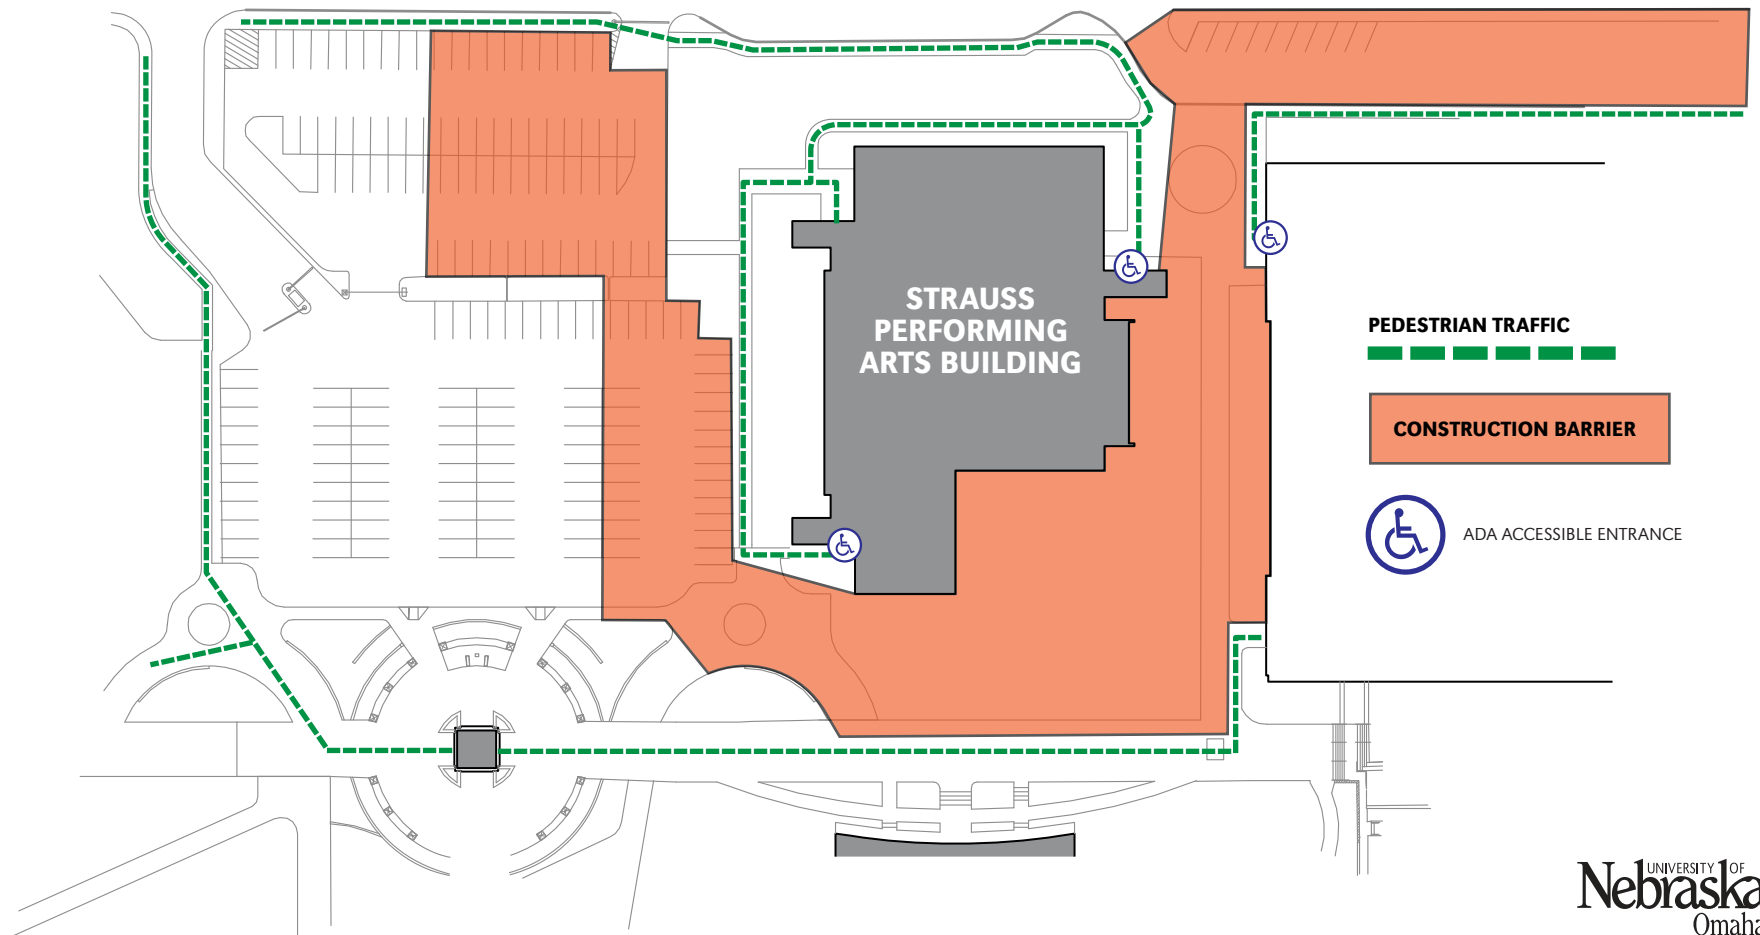 STRAUSS
PERFORMING
ARTS BUILDING
PEDESTRIAN TRAFFIC
CONSTRUCTION BARRIER
ADA ACCESSIBLE ENTRANCE
UNIVERSITY OF
Nebraska
Omaha